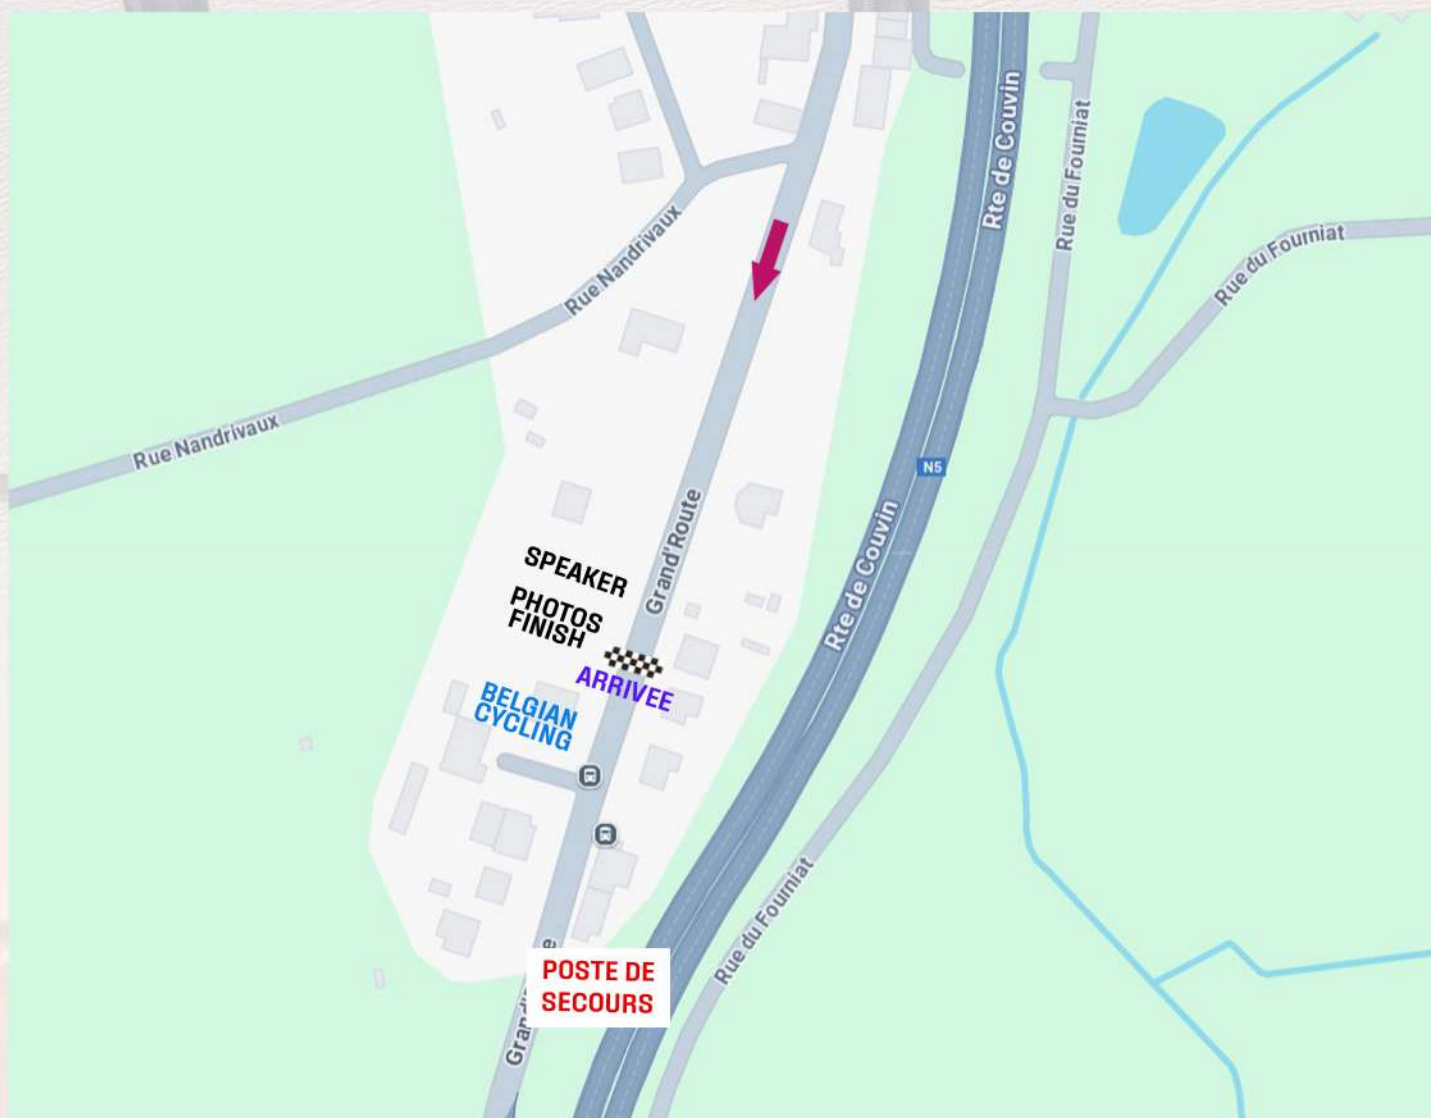 Rte de Couvin
Rue du Fourniat
Rue du Fourniat
Rue Nandrivaux
Rue Nandrivaux
N5
Grand'Route
Rte de Couvin
SPEAKER
PHOTOS
FINISH
ARRIVEE
BELGIAN
CYCLING
Rue du Fourniat
POSTE DE
SECOURS